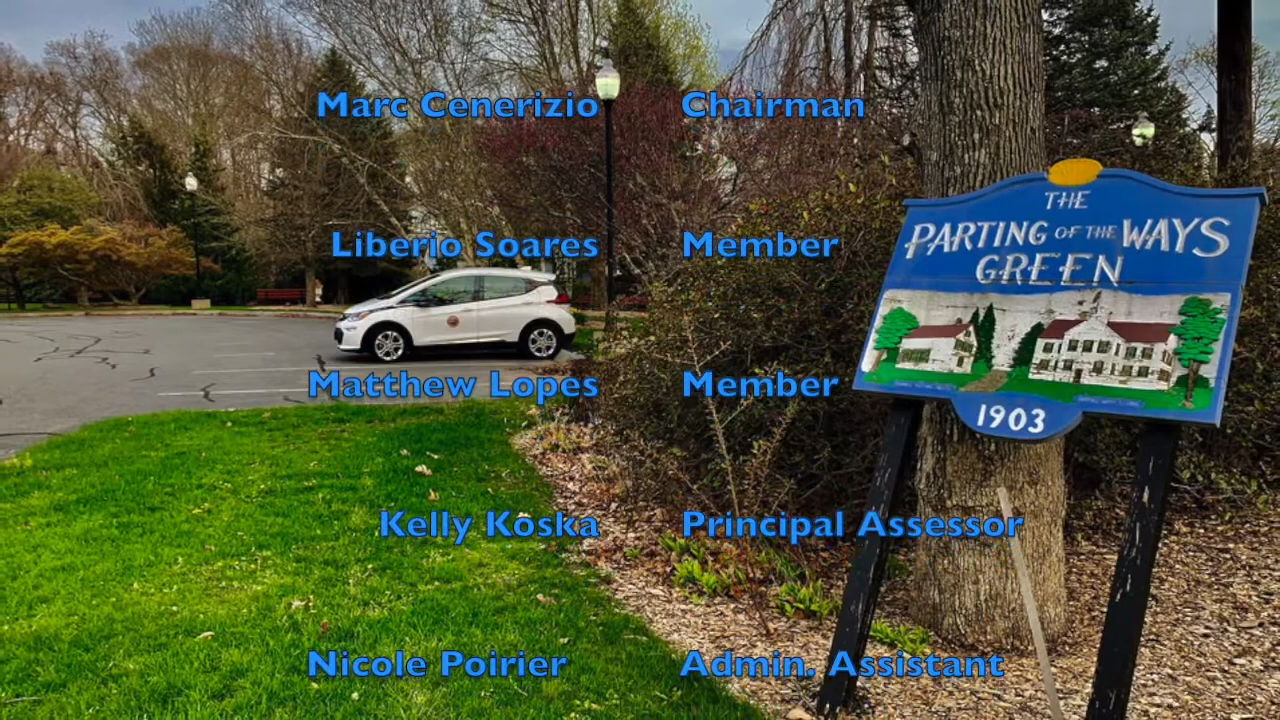 Marc Cenerizio Chairman
Liberio Soares Member
Matthew Lopes Member
Kelly Koska Principal Assessor
Nicole Poirier Admin. Assistant
THE
PARTING OF THE WAYS
GREEN
1903